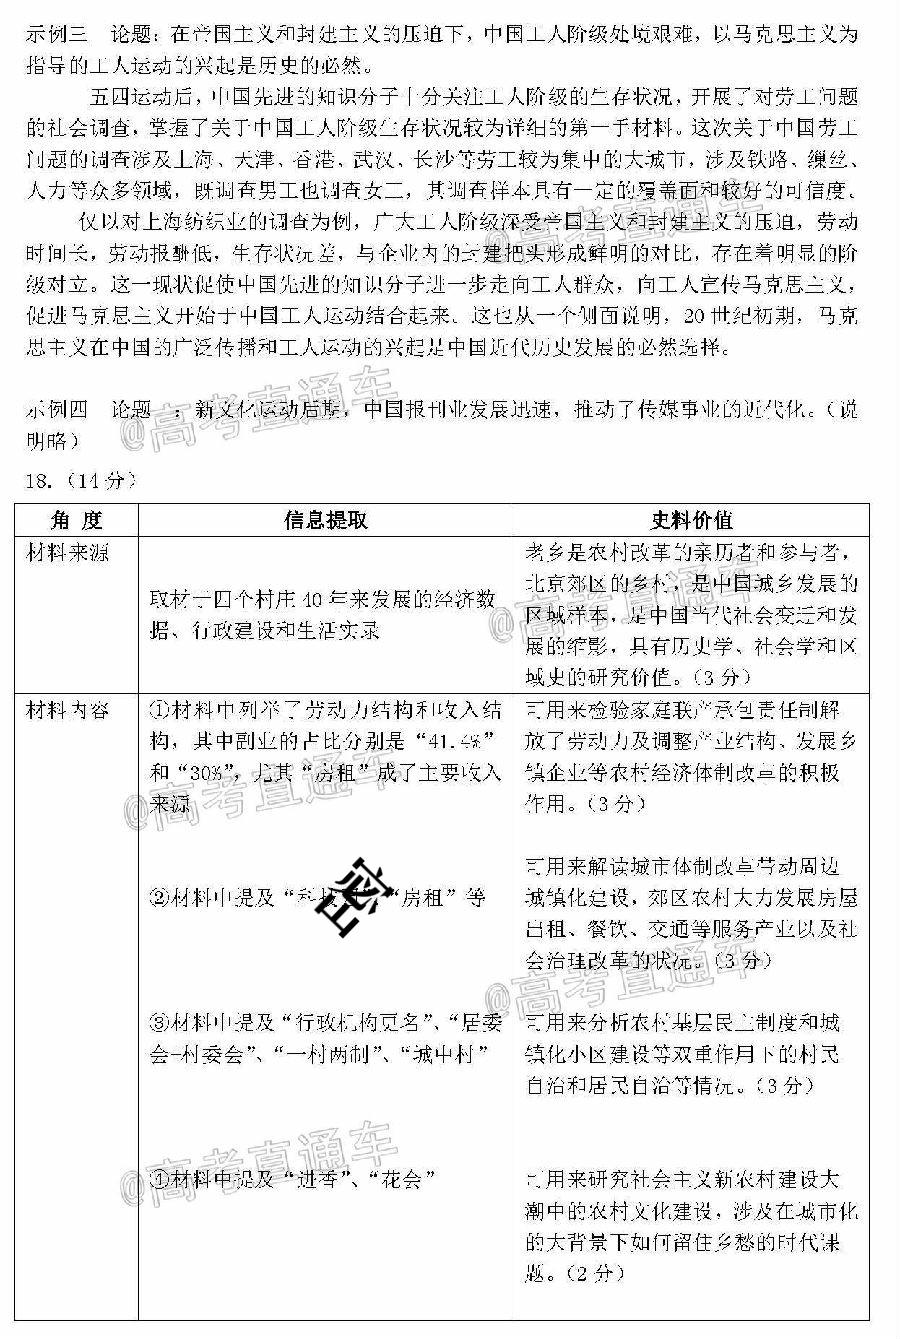 示例三　论题：在帝国主义和封建主义的压迫下，中国工人阶级处境艰难，以马克思主义为
指导的工人运动的兴起是历史的必然。
五四运动后，中国先进的知识分子十分关注工人阶级的生存状况，开展了对劳工问题
的社会调查，掌握了关于中国工人阶级生存状况较为详细的第一手材料。这次关于中国劳工
问题的调查涉及上海、天津、香港、武汉、长沙等劳工较为集中的大城市，涉及铁路、缫丝、
人力等众多领域，既调查男工也调查女工，其调查样本具有一定的覆盖面和较好的可信度。
仅以对上海纺织业的调查为例，广大工人阶级深受帝国主义和封建主义的压迫，劳动
时间长，劳动报酬低，生存状况差，与企业内的封建把头形成鲜明的对比，存在着明显的阶
级对立。这一现状促使中国先进的知识分子进一步走向工人群众，向工人宣传马克思主义，
促进马克思主义开始于中国工人运动结合起来。这也从一个侧面说明，20 世纪初期，马克
思主义在中国的广泛传播和工人运动的兴起是中国近代历史发展的必然选择。
示例四　论题　：新文化运动后期，中国报刊业发展迅速，推动了传媒事业的近代化。（说
明略）
18.（14 分）
角 度　信息提取　史料价值
材料来源
取材于四个村庄 40 年来发展的经济数
据、行政建设和生活实录
老乡是农村改革的亲历者和参与者，
北京郊区的乡村，是中国城乡发展的
区域样本，是中国当代社会变迁和发
展的缩影，具有历史学、社会学和区
域史的研究价值。（3 分）
材料内容
①材料中列举了劳动力结构和收入结
构，其中副业的占比分别是“41.4%”
和“30%”，尤其“房租”成了主要收入
来源
可用来检验家庭联产承包责任制解
放了劳动力及调整产业结构、发展乡
镇企业等农村经济体制改革的积极
作用。（3 分）
②材料中提及“科技 “房租”等
密
可用来解读城市体制改革带动周边
城镇化建设，郊区农村大力发展房屋
出租、餐饮、交通等服务产业以及社
会治理改革的状况。（3 分）
③材料中提及“行政机构更名”、“居委
会-村委会”、“一村两制”、“城中村”
可用来分析农村基层民主制度和城
镇化小区建设等双重作用下的村民
自治和居民自治等情况。（3 分）
④材料中提及“进香”、“花会”
可用来研究社会主义新农村建设大
潮中的农村文化建设，涉及在城市化
的大背景下如何留住乡愁的时代课
题。（2 分）
@高考直通车
@高考直通车
@高考直通车
@高考直通车
@高考直通车
@高考直通车